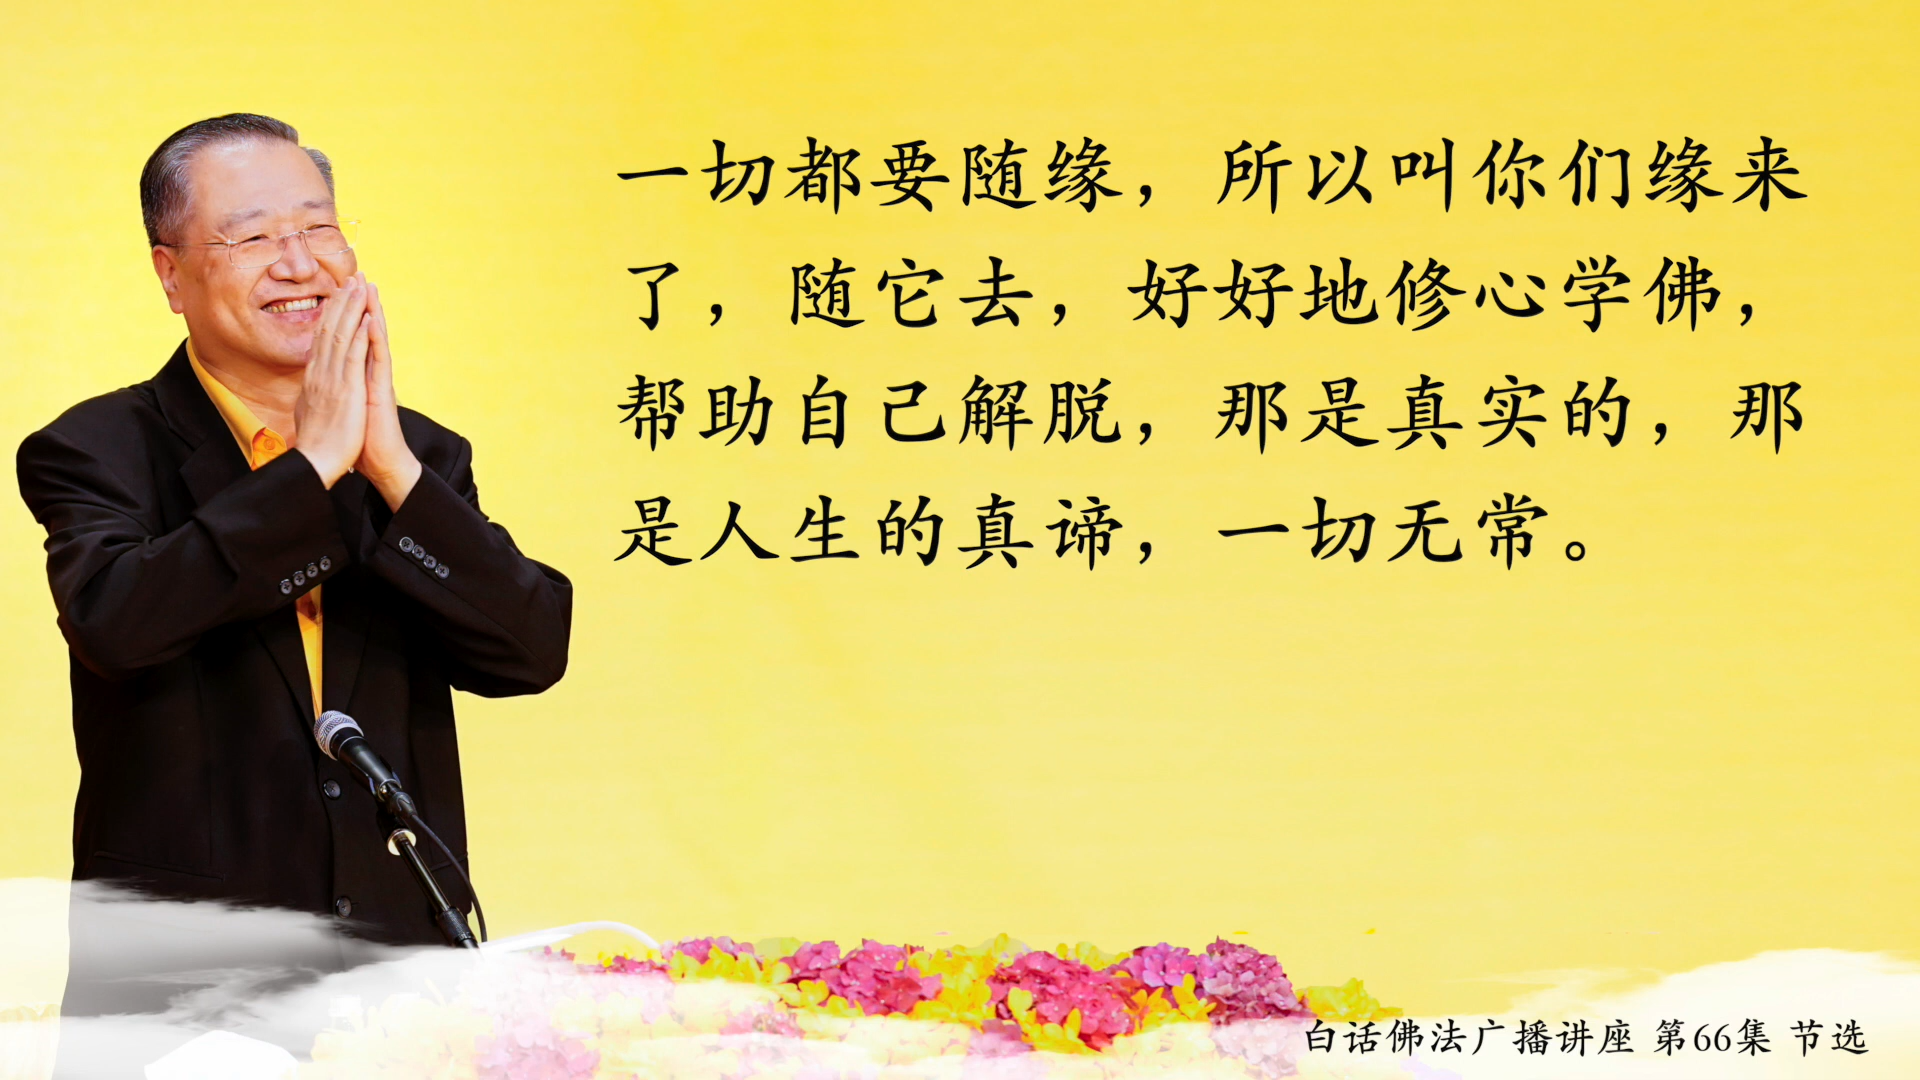 一切都要随缘，所以叫你们缘来
了，随它去，好好地修心学佛，
帮助自己解脱，那是真实的，那
是人生的真谛，一切无常。
白话佛法广播讲座 第66集 节选